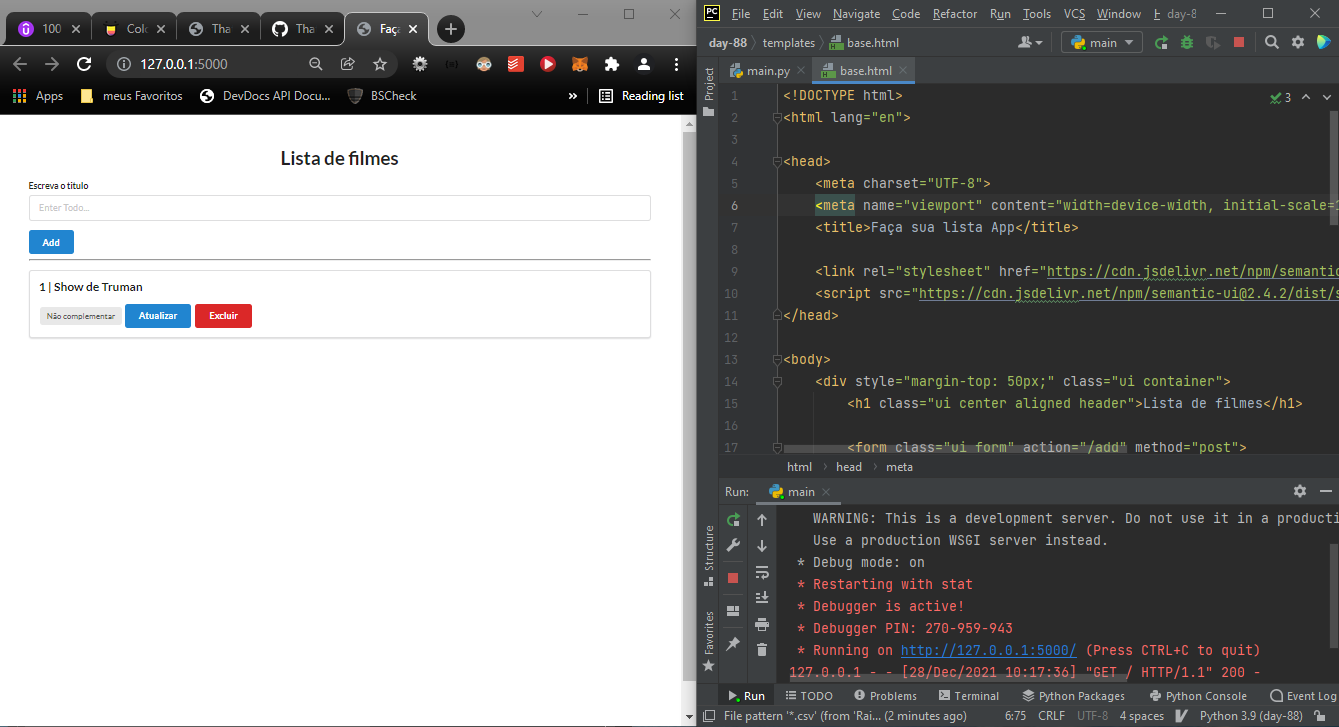 100
Colo
Tha
Tha
Faça
127.0.0.1:5000
Apps
meus Favoritos
DevDocs API Docu...
BSCheck
»
Reading list
Lista de filmes
Escreva o titulo
Enter Todo...
Add
1 | Show de Truman
Não complementar
Atualizar
Excluir
PC File Edit View Navigate Code Refactor Run Tools VCS Window H day-8
day-88 templates base.html
main
main.py
base.html
Project
3
1 <!DOCTYPE html>
2 <html lang="en">
3
4 <head>
5 <meta charset="UTF-8">
6 <meta name="viewport" content="width=device-width, initial-scale=1
7 <title>Faça sua lista App</title>
8
9 <link rel="stylesheet" href="https://cdn.jsdelivr.net/npm/semantic
10 <script src="https://cdn.jsdelivr.net/npm/semantic-ui@2.4.2/dist/s
11 </head>
12
13 <body>
14 <div style="margin-top: 50px;" class="ui container">
15 <h1 class="ui center aligned header">Lista de filmes</h1>
16
17 <form class="ui form" action="/add" method="post">
html head meta
Run: main
Structure
Favorites
WARNING: This is a development server. Do not use it in a producti
Use a production WSGI server instead.
* Debug mode: on
* Restarting with stat
* Debugger is active!
* Debugger PIN: 270-959-943
* Running on http://127.0.0.1:5000/ (Press CTRL+C to quit)
127.0.0.1 - - [28/Dec/2021 10:17:36] "GET / HTTP/1.1" 200 -
Run TODO Problems Terminal Python Packages Python Console Event Log
File pattern '*.csv' (from 'Rai... (2 minutes ago) 6:75 CRLF UTF-8 4 spaces Python 3.9 (day-88)